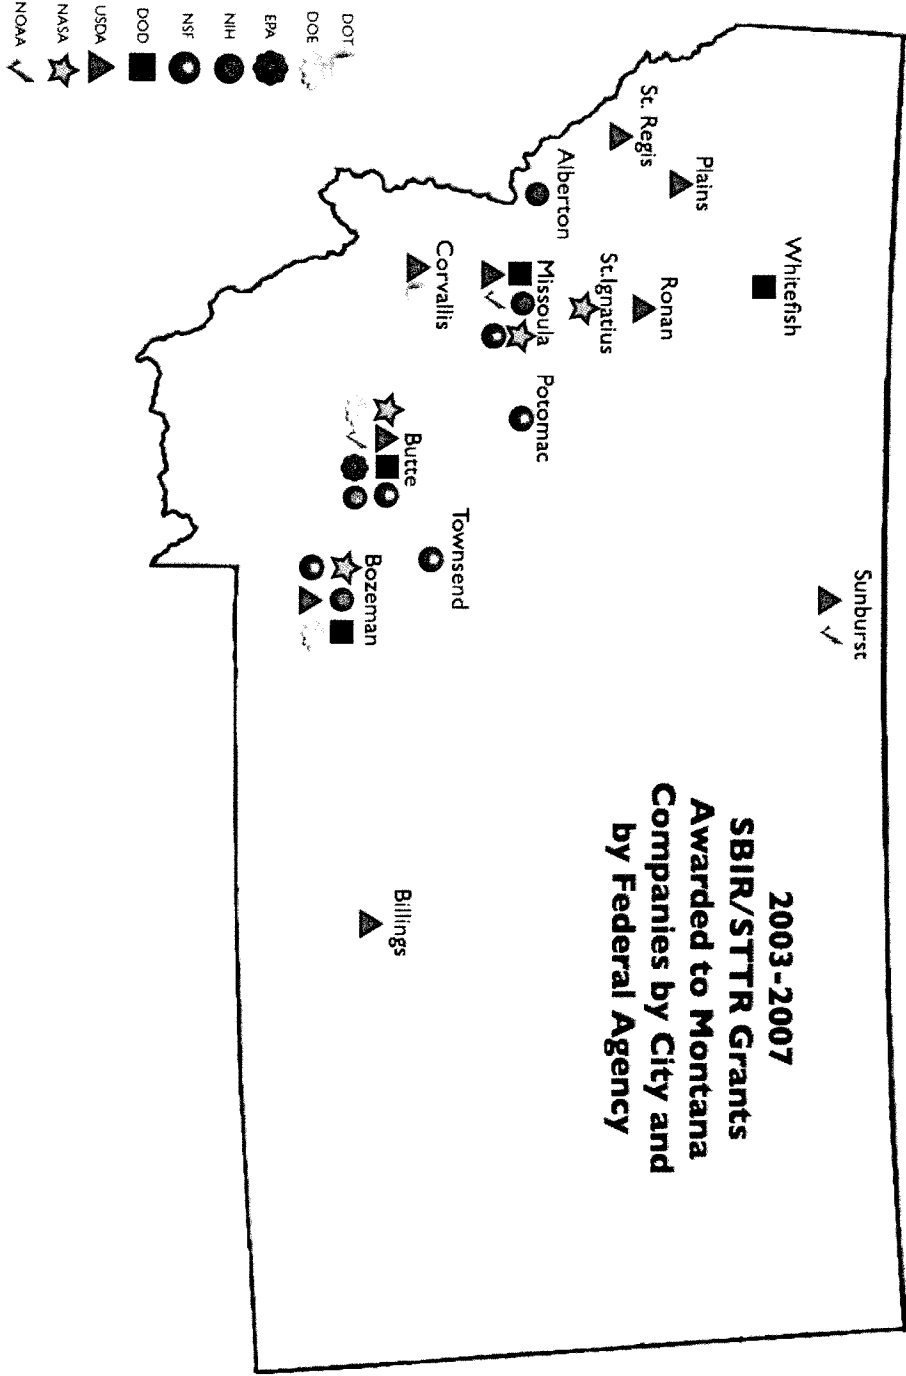 2003-2007
SBIR/STTR Grants
Awarded to Montana
Companies by City and
by Federal Agency
Sunburst
Whitefish
Plains
St. Regis
Ronan
St.Ignatius
Alberton
Missoula
Potomac
Corvallis
Townsend
Butte
Bozeman
Billings
DOT
DOE
EPA
NIH
NSF
DOD
USDA
NASA
NOAA